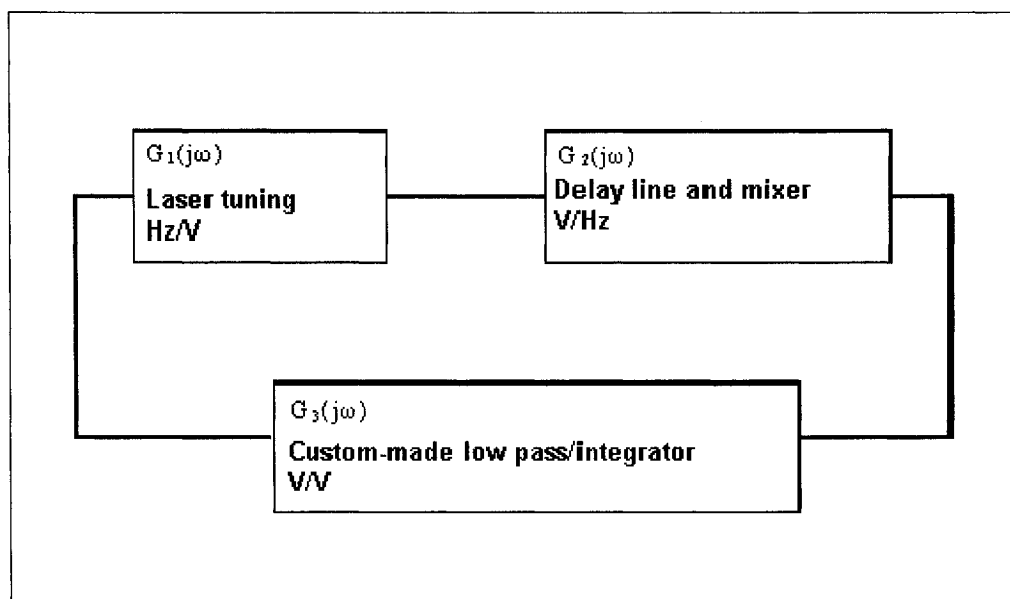 G₁(jω)
Laser tuning
Hz/V
G₂(jω)
Delay line and mixer
V/Hz
G₃(jω)
Custom-made low pass/integrator
V/V